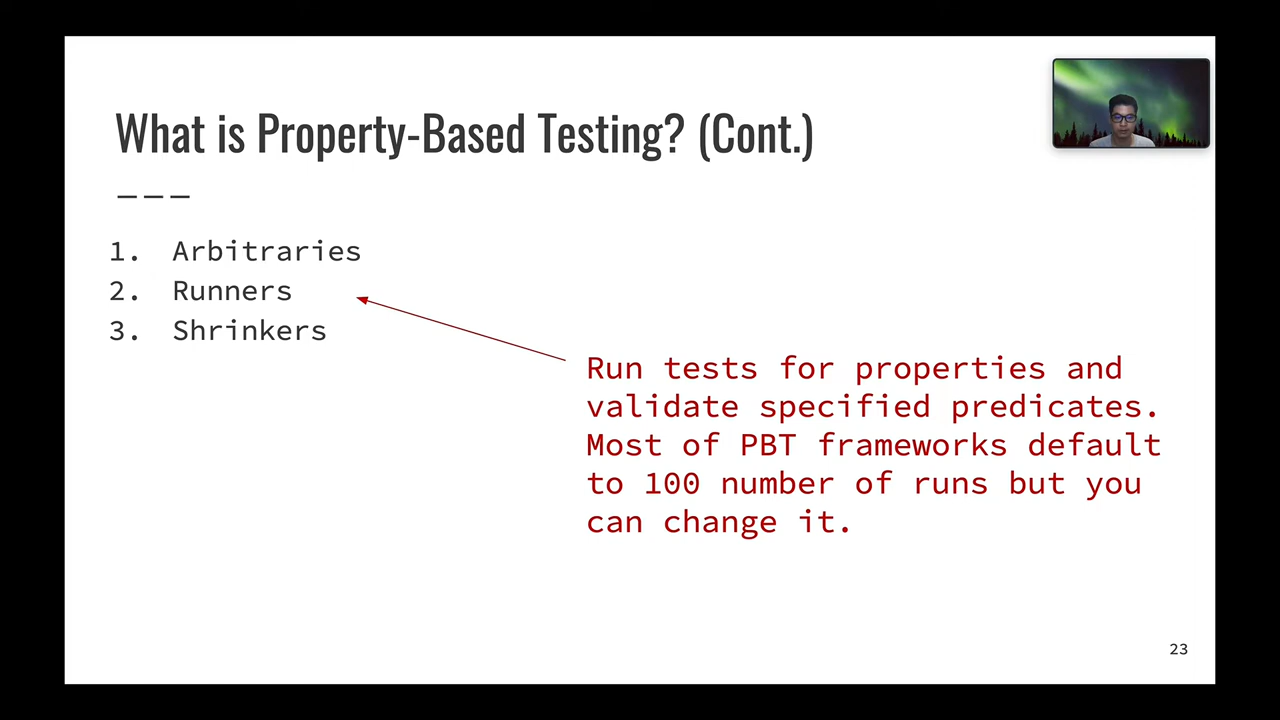 What is Property-Based Testing? (Cont.)
1. Arbitraries
2. Runners
3. Shrinkers
Run tests for properties and
validate specified predicates.
Most of PBT frameworks default
to 100 number of runs but you
can change it.
23